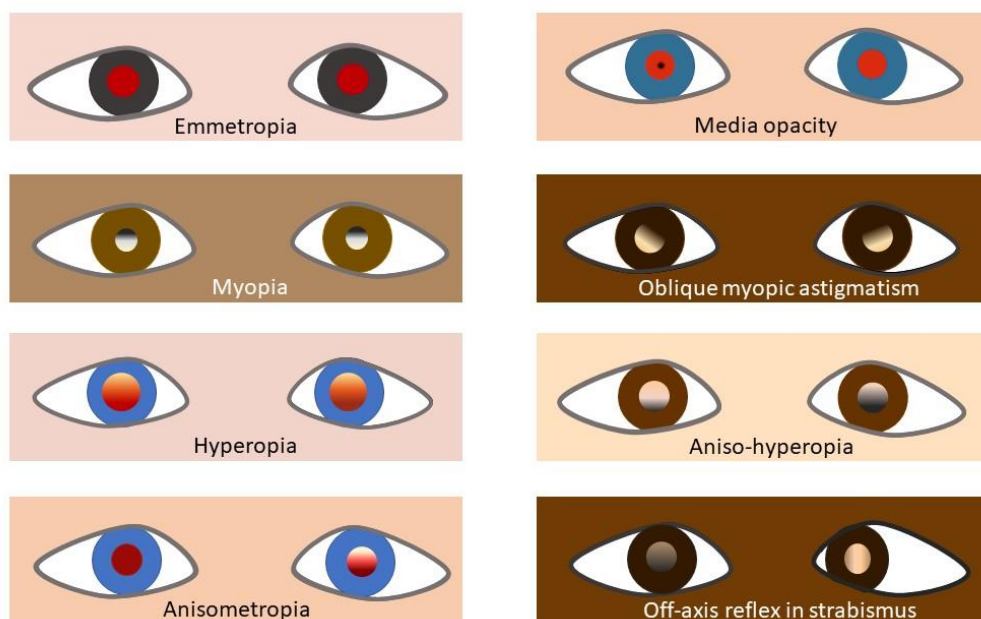 Emmetropia
Media opacity
Myopia
Oblique myopic astigmatism
Hyperopia
Aniso-hyperopia
Anisometropia
Off-axis reflex in strabismus